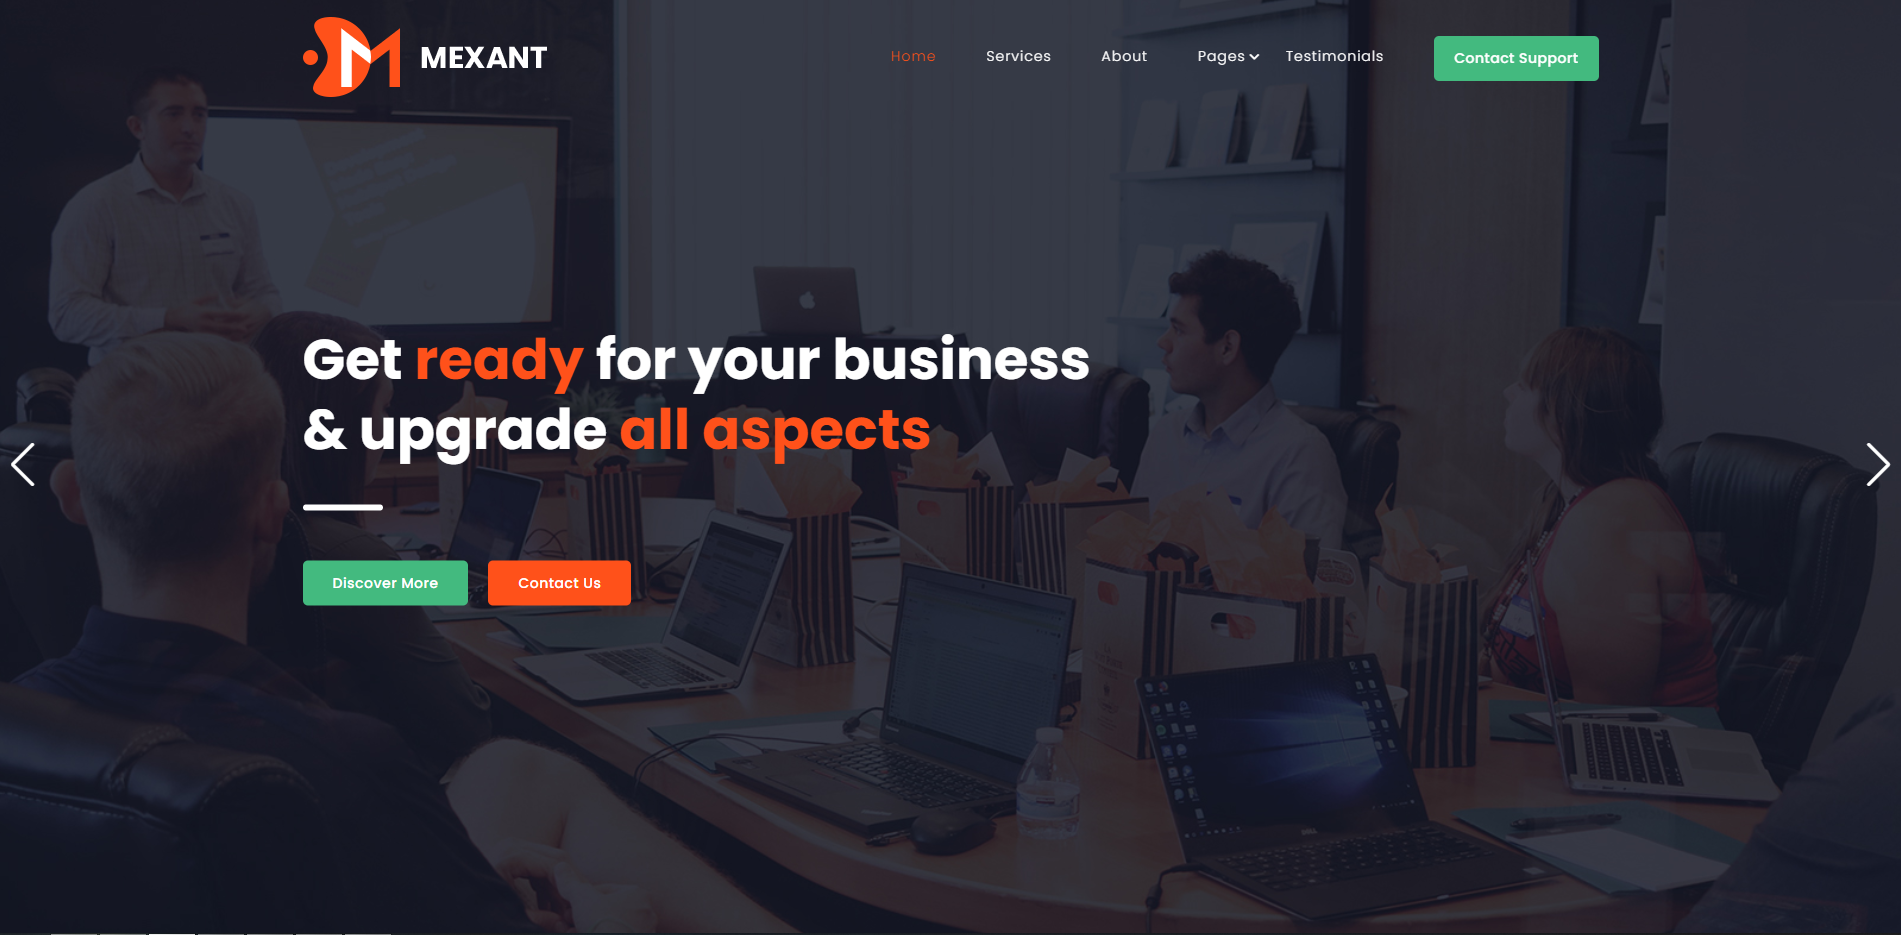 MEXANT
Home Services About Pages Testimonials Contact Support
Get ready for your business
& upgrade all aspects
Discover More Contact Us